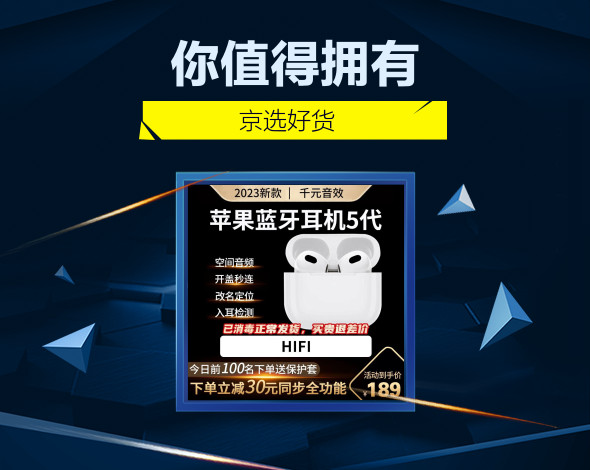 你值得拥有
京选好货
2023新款 | 千元音效
苹果蓝牙耳机5代
空间音频
开盖秒连
改名定位
入耳检测
已消毒正常发货，买贵退差价
HIFI
今日前100名下单送保护套
下单立减30元同步全功能
活动到手价
¥189